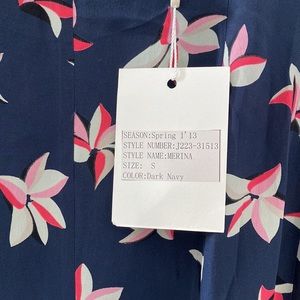 SEASON:Spring 1'13
STYLE NUMBER:J223-31513
STYLE NAME:MERINA
SIZE: S
COLOR:Dark Navy